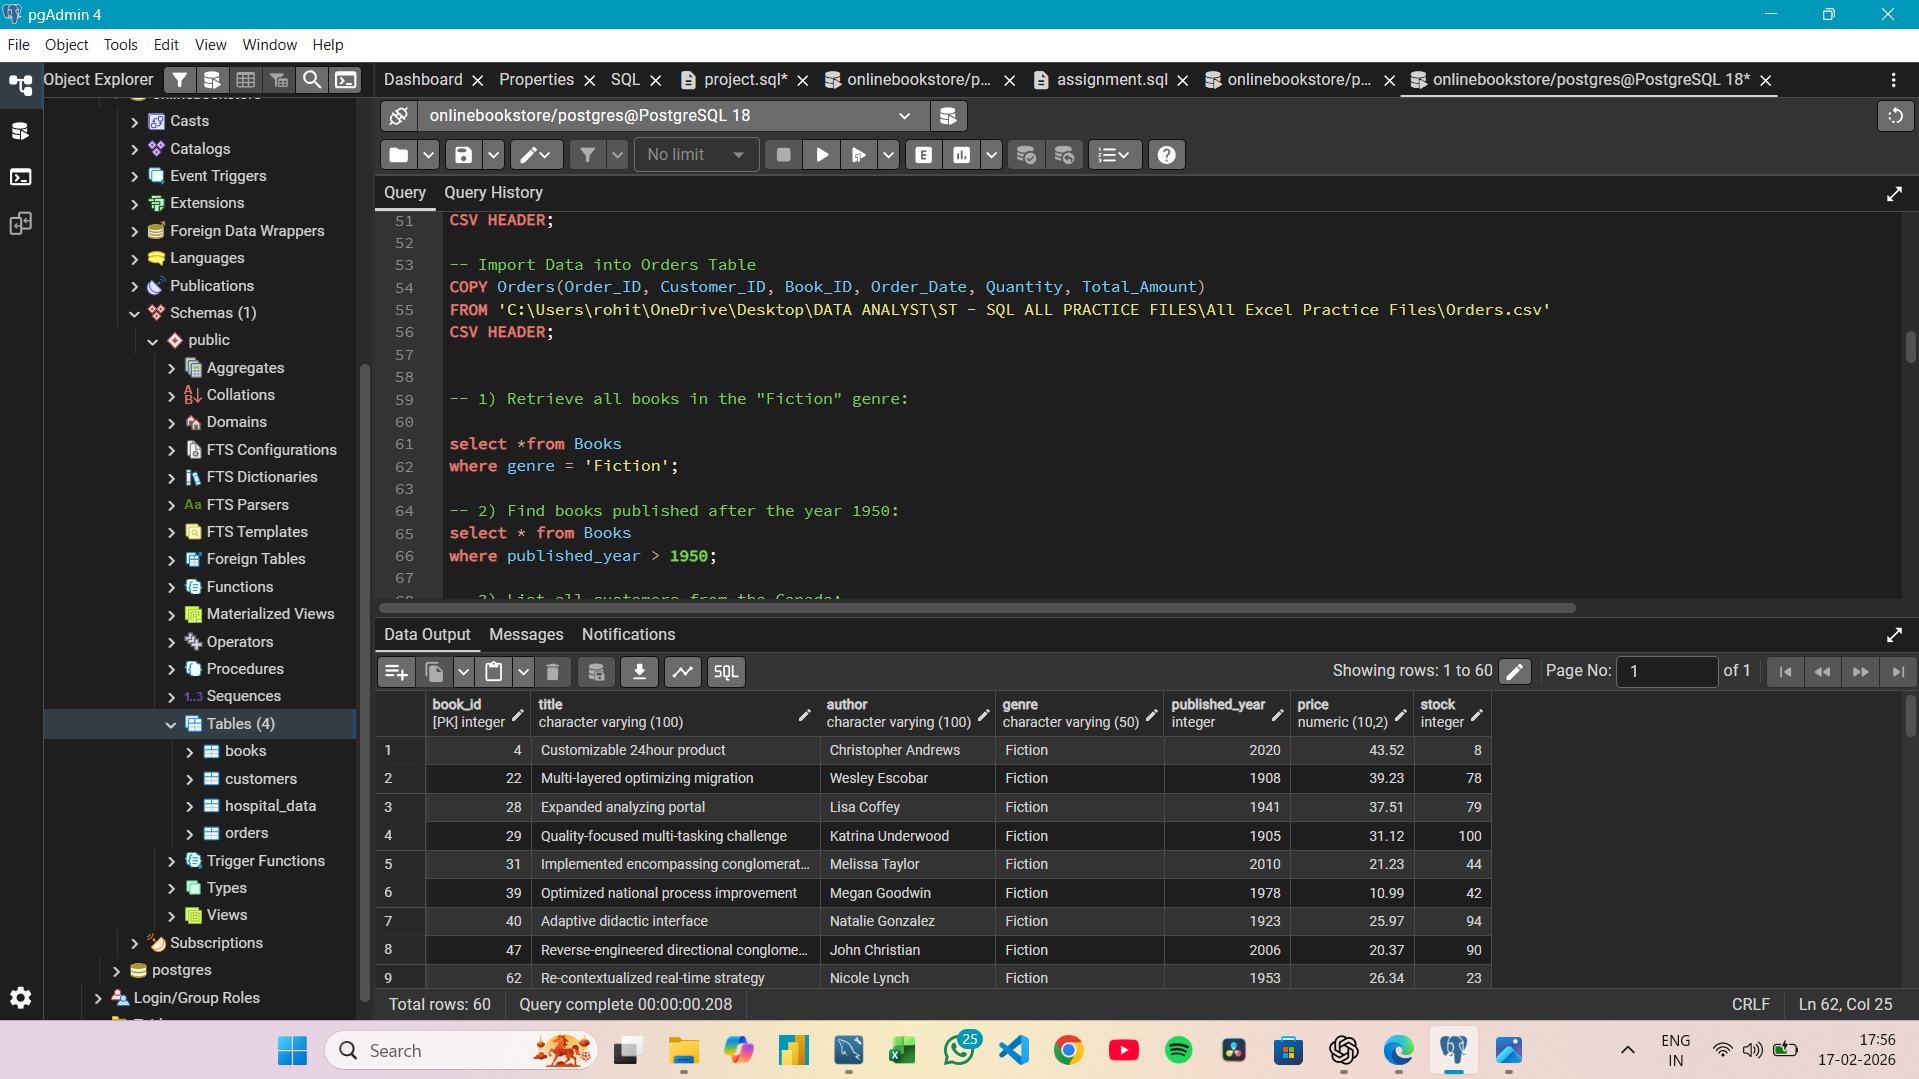 pgAdmin 4
File Object Tools Edit View Window Help
Object Explorer
Dashboard Properties SQL project.sql* onlinebookstore/p... assignment.sql onlinebookstore/p... onlinebookstore/postgres@PostgreSQL 18*
Casts
Catalogs
Event Triggers
Extensions
Foreign Data Wrappers
Languages
Publications
Schemas (1)
public
Aggregates
Collations
Domains
FTS Configurations
FTS Dictionaries
Aa FTS Parsers
FTS Templates
Foreign Tables
Functions
Materialized Views
Operators
Procedures
1..3 Sequences
Tables (4)
books
customers
hospital_data
orders
Trigger Functions
Types
Views
Subscriptions
postgres
Login/Group Roles
onlinebookstore/postgres@PostgreSQL 18
No limit
E
Query Query History
51 CSV HEADER;
52
53 -- Import Data into Orders Table
54 COPY Orders(Order_ID, Customer_ID, Book_ID, Order_Date, Quantity, Total_Amount)
55 FROM 'C:\Users\rohit\OneDrive\Desktop\DATA ANALYST\ST - SQL ALL PRACTICE FILES\All Excel Practice Files\Orders.csv'
56 CSV HEADER;
57
58
59 -- 1) Retrieve all books in the "Fiction" genre:
60
61 select *from Books
62 where genre = 'Fiction';
63
64 -- 2) Find books published after the year 1950:
65 select * from Books
66 where published_year > 1950;
67
Data Output Messages Notifications
SQL
Showing rows: 1 to 60 Page No: 1 of 1
book_id title author genre published_year price stock
[PK] integer character varying (100) character varying (100) character varying (50) integer numeric (10,2) integer
1 4 Customizable 24hour product Christopher Andrews Fiction 2020 43.52 8
2 22 Multi-layered optimizing migration Wesley Escobar Fiction 1908 39.23 78
3 28 Expanded analyzing portal Lisa Coffey Fiction 1941 37.51 79
4 29 Quality-focused multi-tasking challenge Katrina Underwood Fiction 1905 31.12 100
5 31 Implemented encompassing conglomerat... Melissa Taylor Fiction 2010 21.23 44
6 39 Optimized national process improvement Megan Goodwin Fiction 1978 10.99 42
7 40 Adaptive didactic interface Natalie Gonzalez Fiction 1923 25.97 94
8 47 Reverse-engineered directional conglome... John Christian Fiction 2006 20.37 90
9 62 Re-contextualized real-time strategy Nicole Lynch Fiction 1953 26.34 23
Total rows: 60 Query complete 00:00:00.208 CRLF Ln 62, Col 25
Search
25
ENG
IN
17:56
17-02-2026